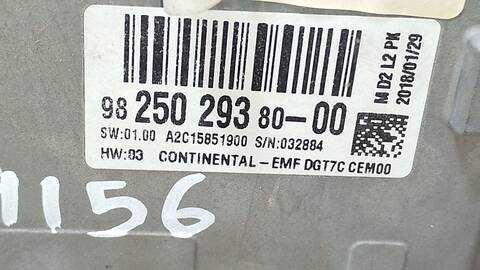 98 250 293 80-00
SW:01.00 A2C15851900 S/N:032884
HW:03 CONTINENTAL-EMF DGT7C CEM00
M D2 L2 PK
2018/01/29
1156